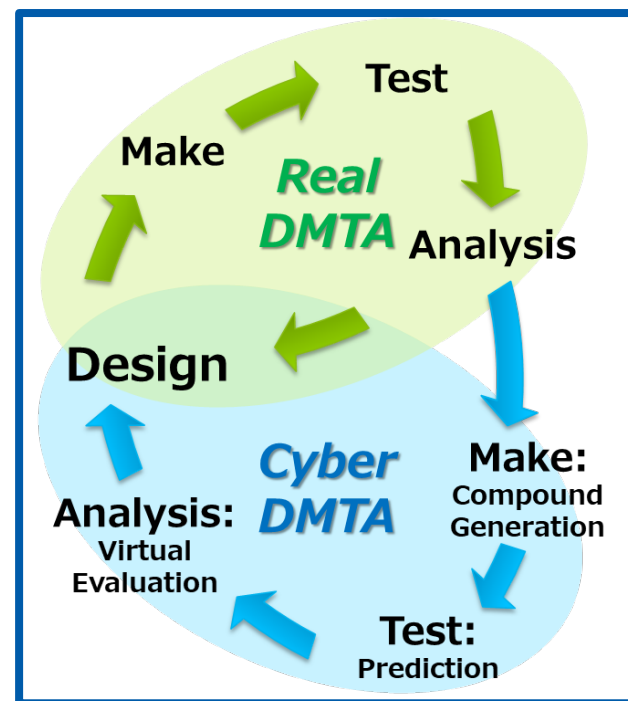 Test
Make
Real
DMTA
Analysis
Design
Cyber
DMTA
Make:
Compound
Generation
Analysis:
Virtual
Evaluation
Test:
Prediction